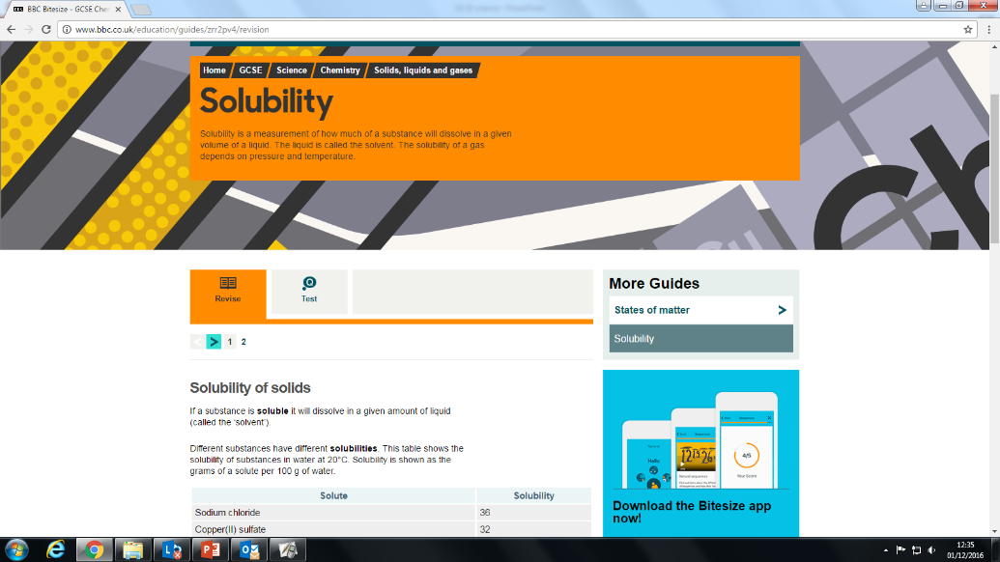 BBC Bitesize - GCSE Che
www.bbc.co.uk/education/guides/zrr2pv4/revision
Home GCSE Science Chemistry Solids, liquids and gases
Solubility
Solubility is a measurement of how much of a substance will dissolve in a given
volume of a liquid. The liquid is called the solvent. The solubility of a gas
depends on pressure and temperature.
Ch
Revise
Test
1 2
Solubility of solids
If a substance is soluble it will dissolve in a given amount of liquid
(called the 'solvent').
Different substances have different solubilities. This table shows the
solubility of substances in water at 20°C. Solubility is shown as the
grams of a solute per 100 g of water.
Solute Solubility
Sodium chloride 36
Copper(II) sulfate 32
More Guides
States of matter
Solubility
Hello
4/5
Your Score
Download the Bitesize app
now!
12:35
01/12/2016